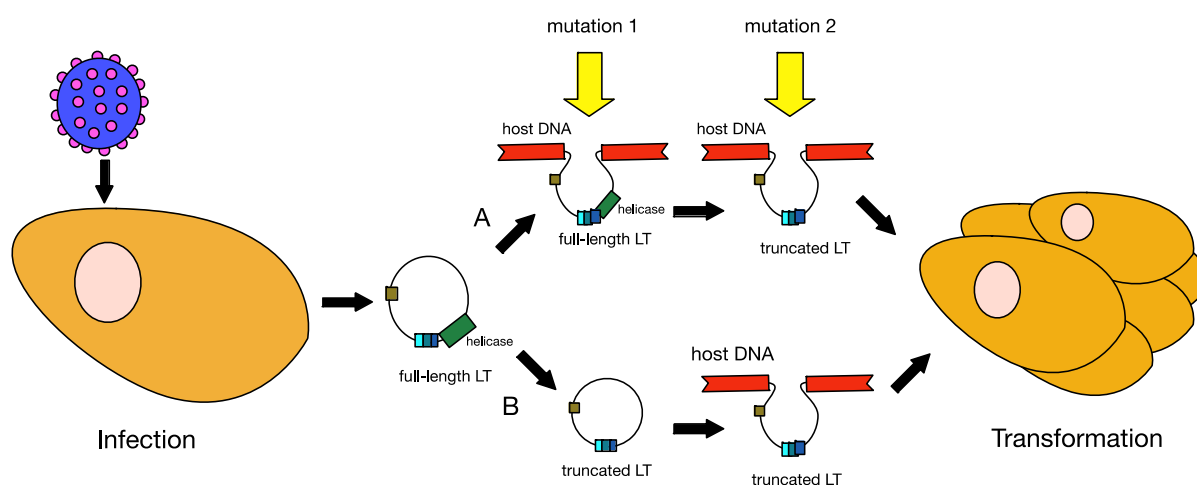 mutation 1
mutation 2
host DNA
host DNA
A
helicase
full-length LT
truncated LT
helicase
host DNA
full-length LT
B
Infection
truncated LT
truncated LT
Transformation